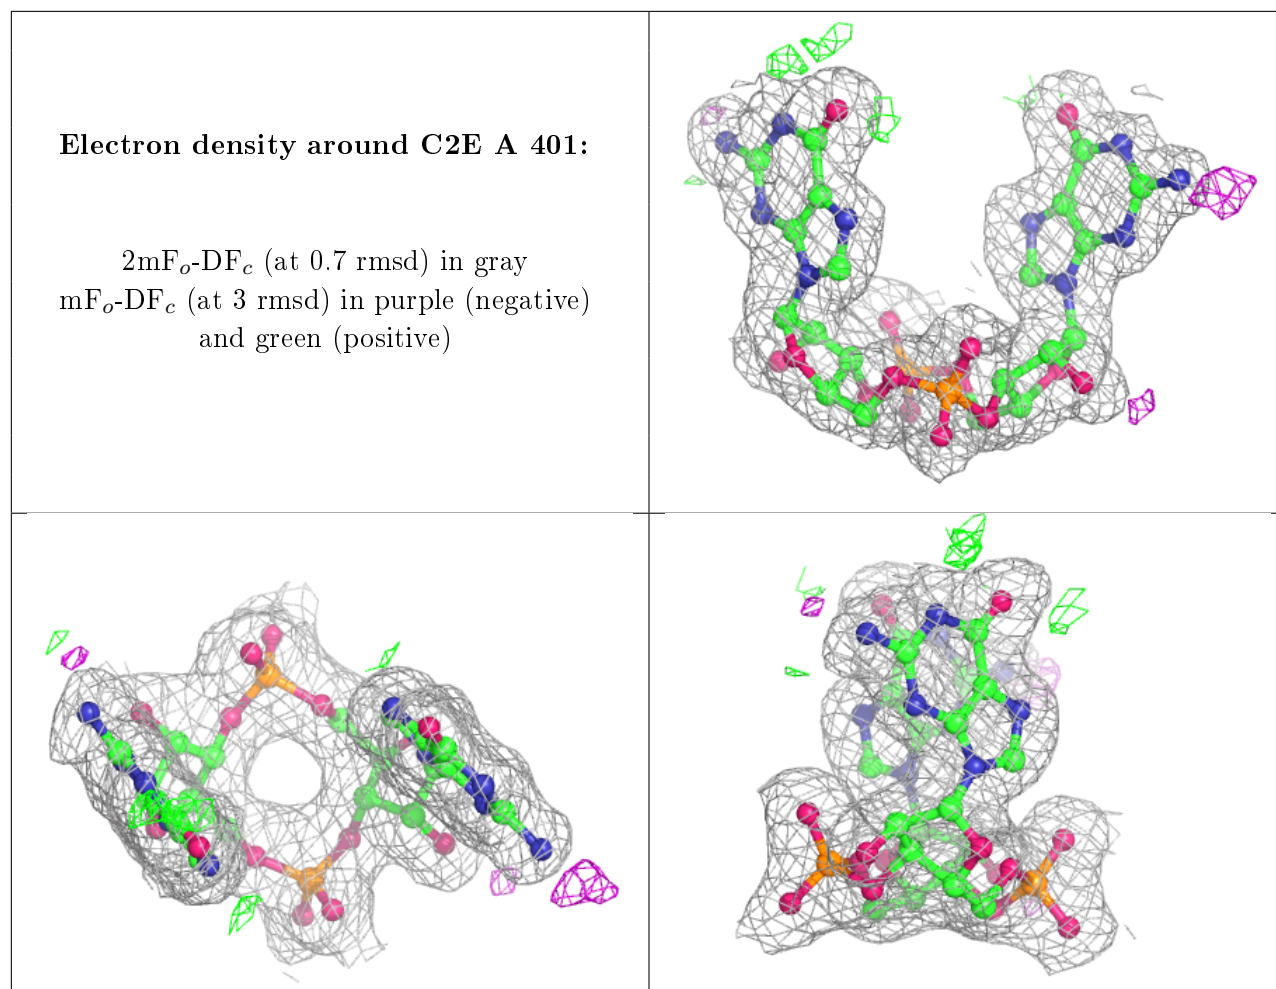 Electron density around C2E A 401:
2mFo-DFc (at 0.7 rmsd) in gray
mFo-DFc (at 3 rmsd) in purple (negative)
and green (positive)